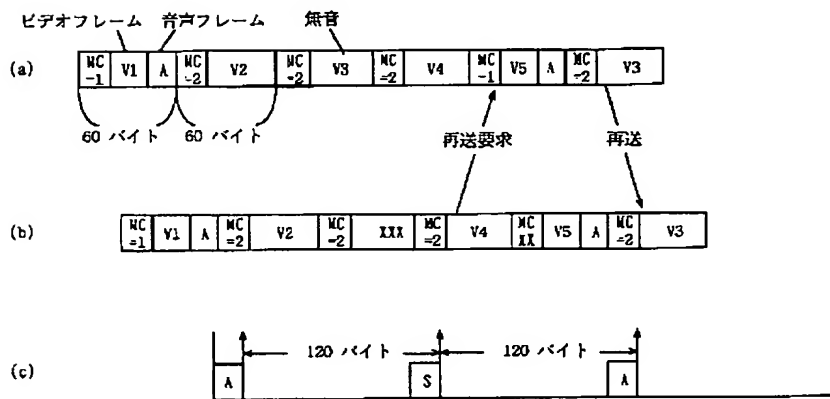 ビデオフレーム 音声フレーム 無音
(a) MC -1 V1 A MC -2 V2 MC =2 V3 MC =2 V4 MC -1 V5 A MC =2 V3
60 バイト 60 バイト 再送要求 再送
(b) MC =1 V1 A MC =2 V2 MC =2 XXX MC =2 V4 MC XX V5 A MC =2 V3
120 バイト 120 バイト
(c) A S A